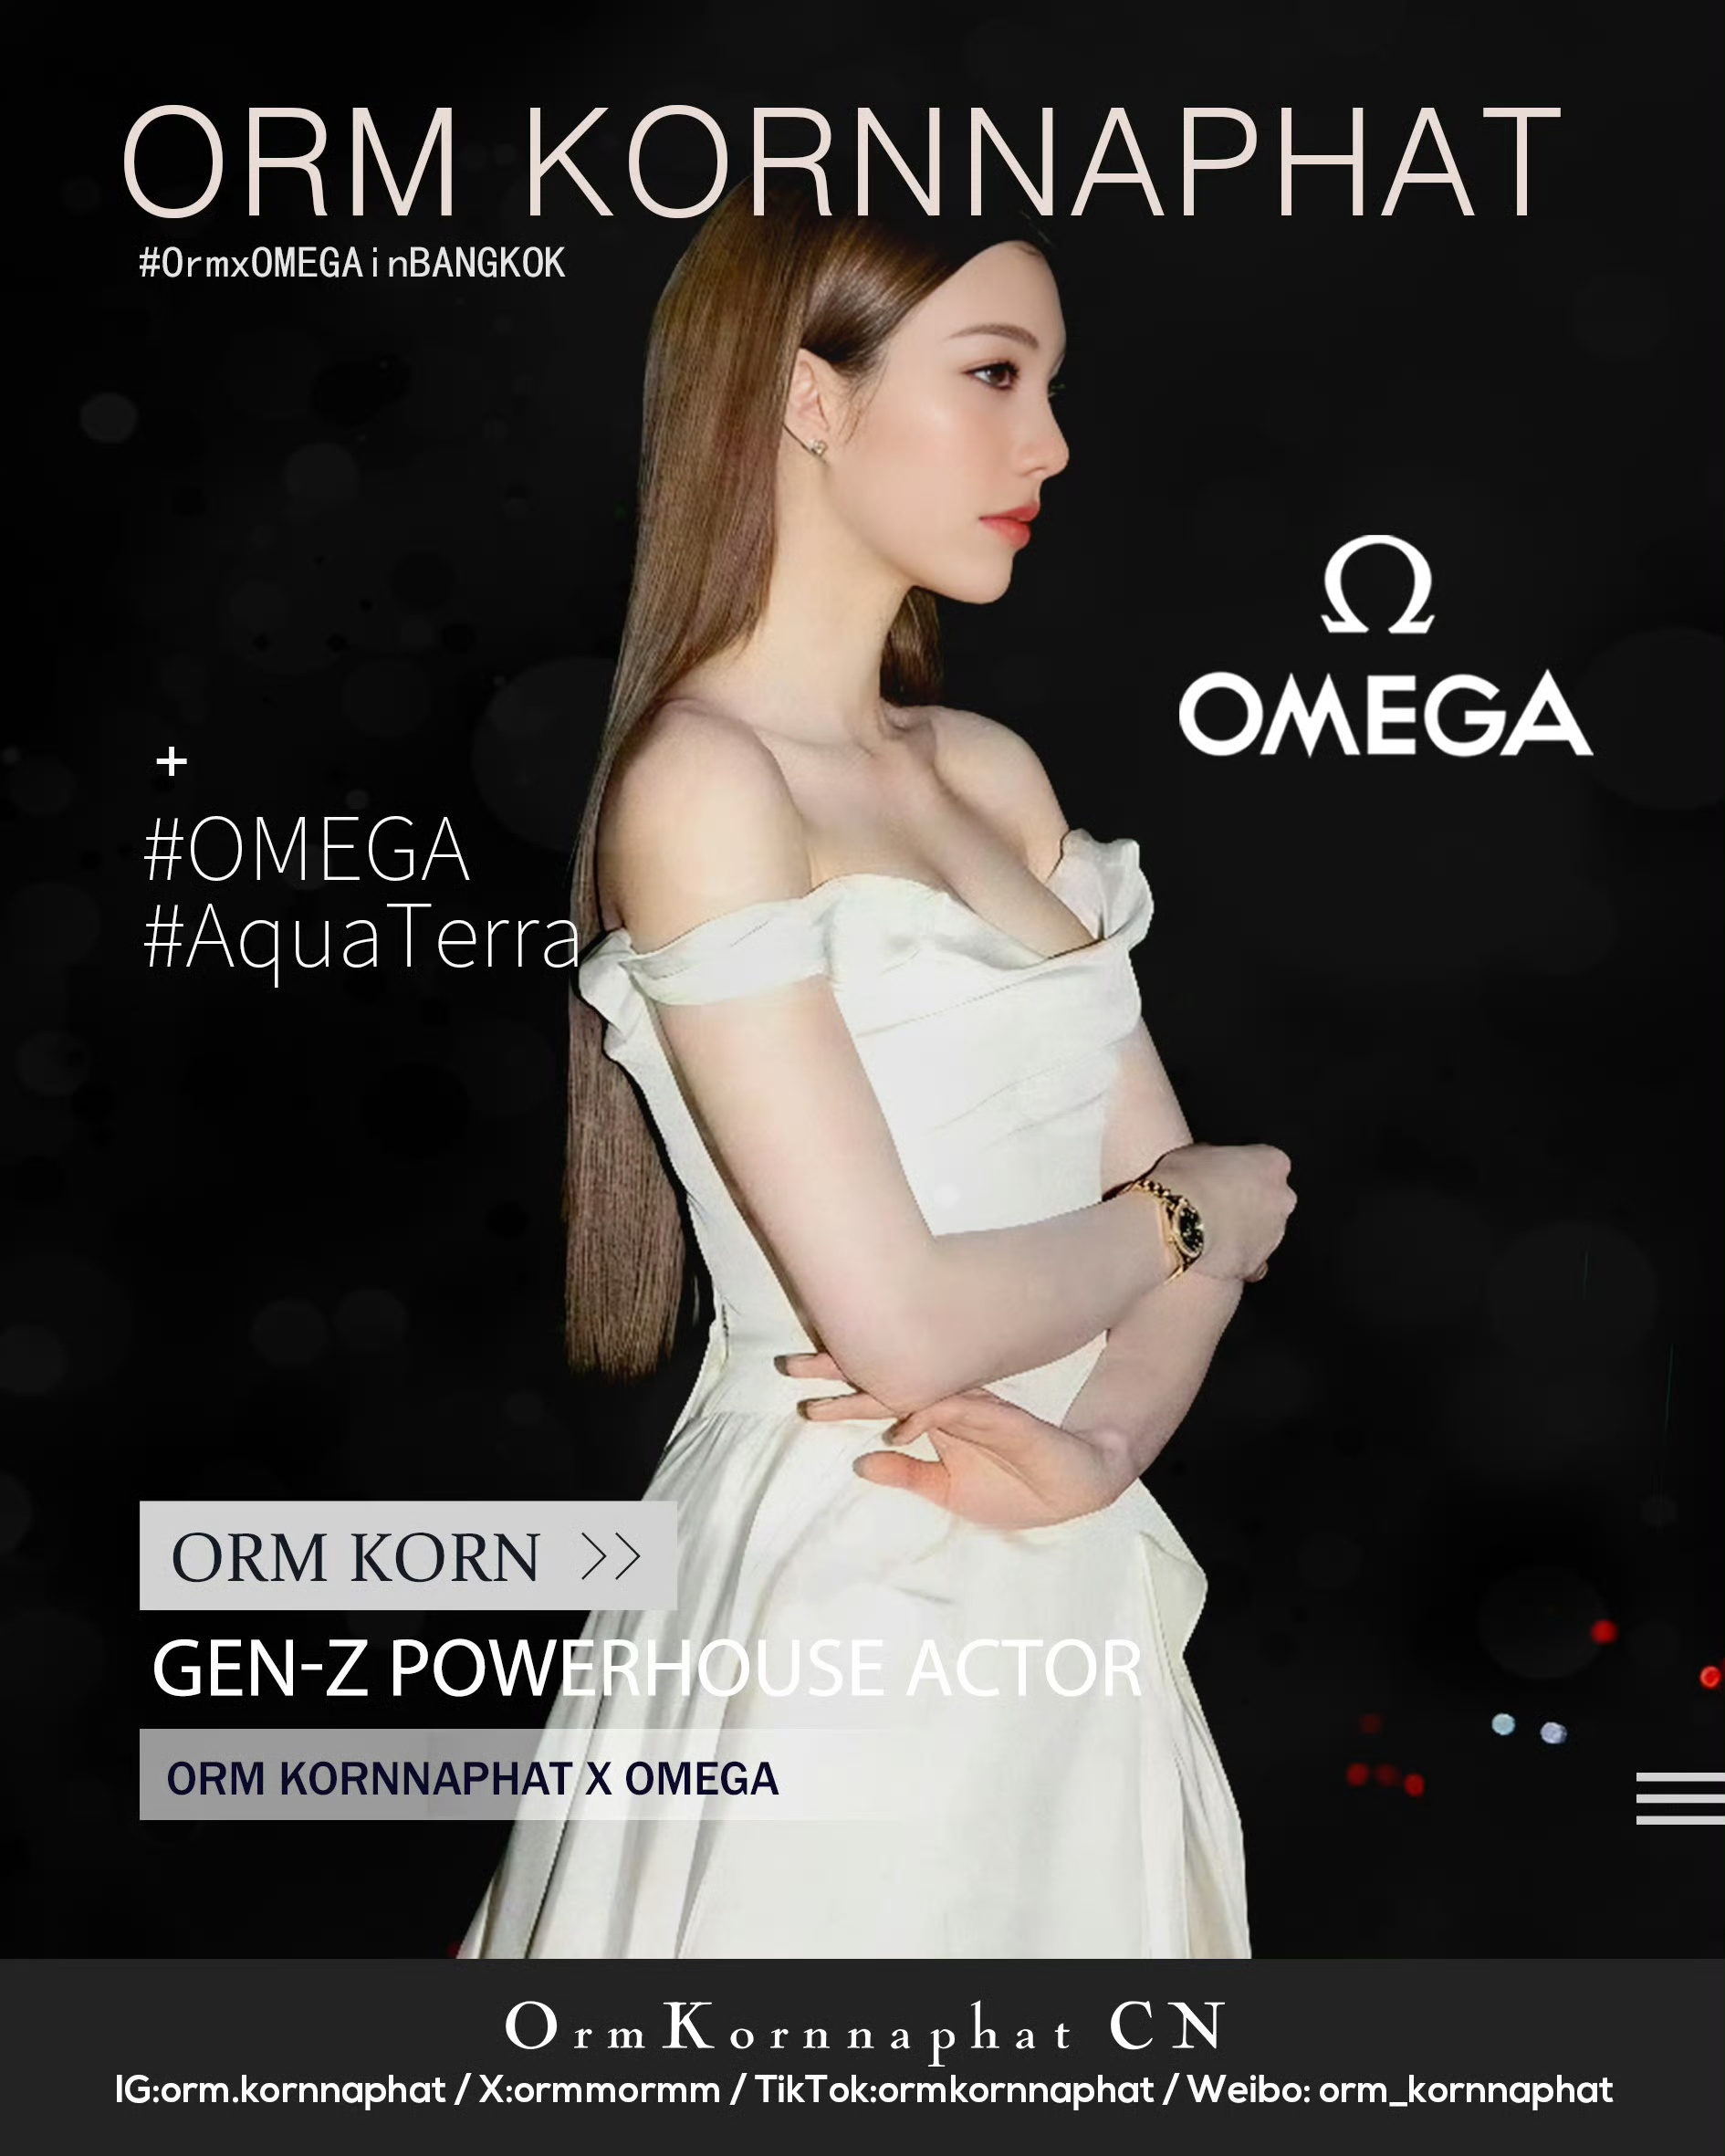 ORM KORNNAPHAT
#OrmxOMEGAinBANGKOK
Ω
OMEGA
+
#OMEGA
#AquaTerra
ORM KORN >>
GEN-Z POWERHOUSE ACTOR
ORM KORNNAPHAT X OMEGA
OrmKornnaphat CN
IG:orm.kornnaphat / X:ormmormm / TikTok:ormkornnaphat / Weibo: orm_kornnaphat